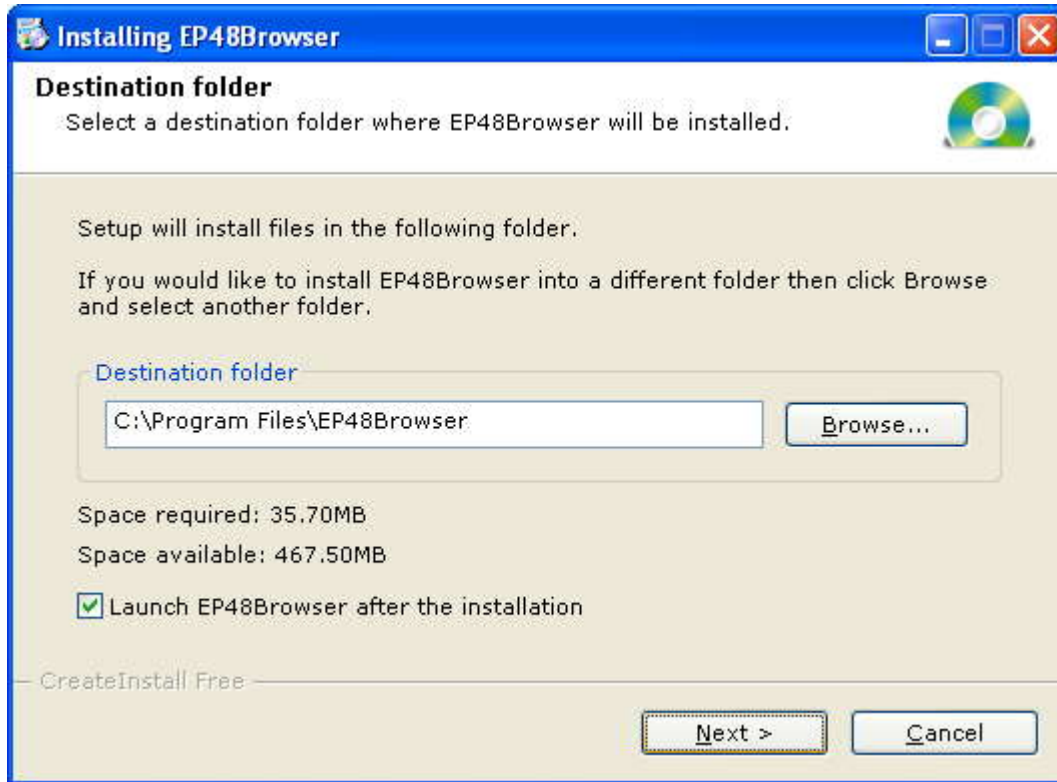 Installing EP48Browser
Destination folder
Select a destination folder where EP48Browser will be installed.
Setup will install files in the following folder.
If you would like to install EP48Browser into a different folder then click Browse
and select another folder.
Destination folder
C:\Program Files\EP48Browser
Browse...
Space required: 35.70MB
Space available: 467.50MB
Launch EP48Browser after the installation
CreateInstall Free
Next >
Cancel